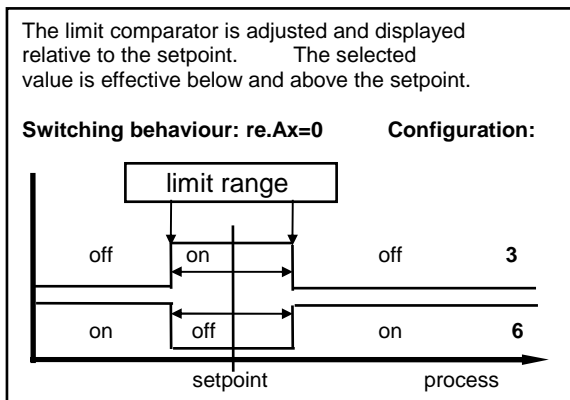 The limit comparator is adjusted and displayed
relative to the setpoint. The selected
value is effective below and above the setpoint.
Switching behaviour: re.Ax=0 Configuration:
limit range
off on off 3
on off on 6
setpoint process